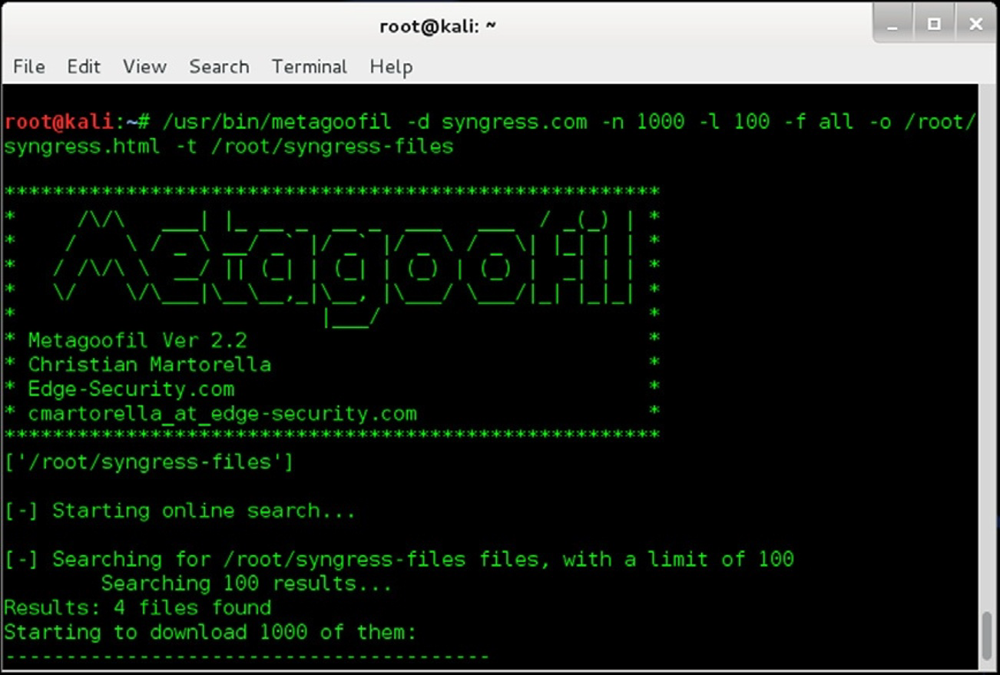 root@kali: ~
File Edit View Search Terminal Help
root@kali:~# /usr/bin/metagoofil -d syngress.com -n 1000 -l 100 -f all -o /root/
syngress.html -t /root/syngress-files
******************************************************
*     /\/\   ___| |_ __ _  __ _  ___   ___  / _(_) | *
*    /    \ / _ \ __/ _` |/ _` |/ _ \ / _ \| |_| | | *
*   / /\/\ \  __/ || (_| | (_| | (_) | (_) |  _| | | *
*   \/    \/\___|\__\__,_|\__, |\___/ \___/|_| |_|_| *
*                         |___/                      *
* Metagoofil Ver 2.2 *
* Christian Martorella *
* Edge-Security.com *
* cmartorella_at_edge-security.com *
******************************************************
['/root/syngress-files']
[-] Starting online search...
[-] Searching for /root/syngress-files files, with a limit of 100
Searching 100 results...
Results: 4 files found
Starting to download 1000 of them:
----------------------------------------